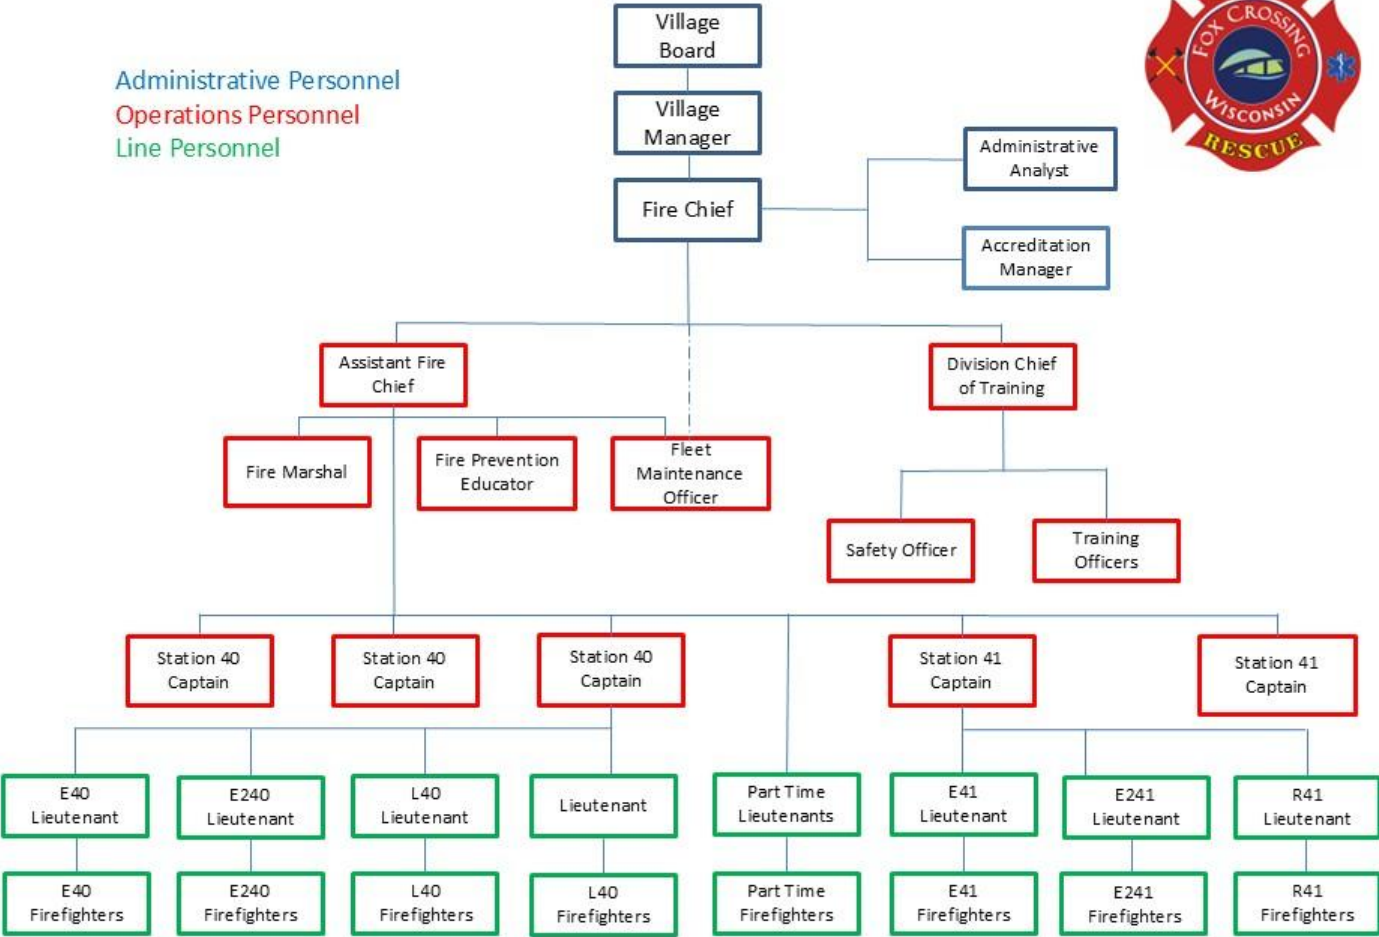 Village
Board
FOX CROSSING
WISCONSIN
RESCUE
Administrative Personnel
Operations Personnel
Line Personnel
Village
Manager
Administrative
Analyst
Fire Chief
Accreditation
Manager
Assistant Fire
Chief
Division Chief
of Training
Fire Marshal
Fire Prevention
Educator
Fleet
Maintenance
Officer
Safety Officer
Training
Officers
Station 40
Captain
Station 40
Captain
Station 40
Captain
Station 41
Captain
Station 41
Captain
E40
Lieutenant
E240
Lieutenant
L40
Lieutenant
Lieutenant
Part Time
Lieutenants
E41
Lieutenant
E241
Lieutenant
R41
Lieutenant
E40
Firefighters
E240
Firefighters
L40
Firefighters
L40
Firefighters
Part Time
Firefighters
E41
Firefighters
E241
Firefighters
R41
Firefighters